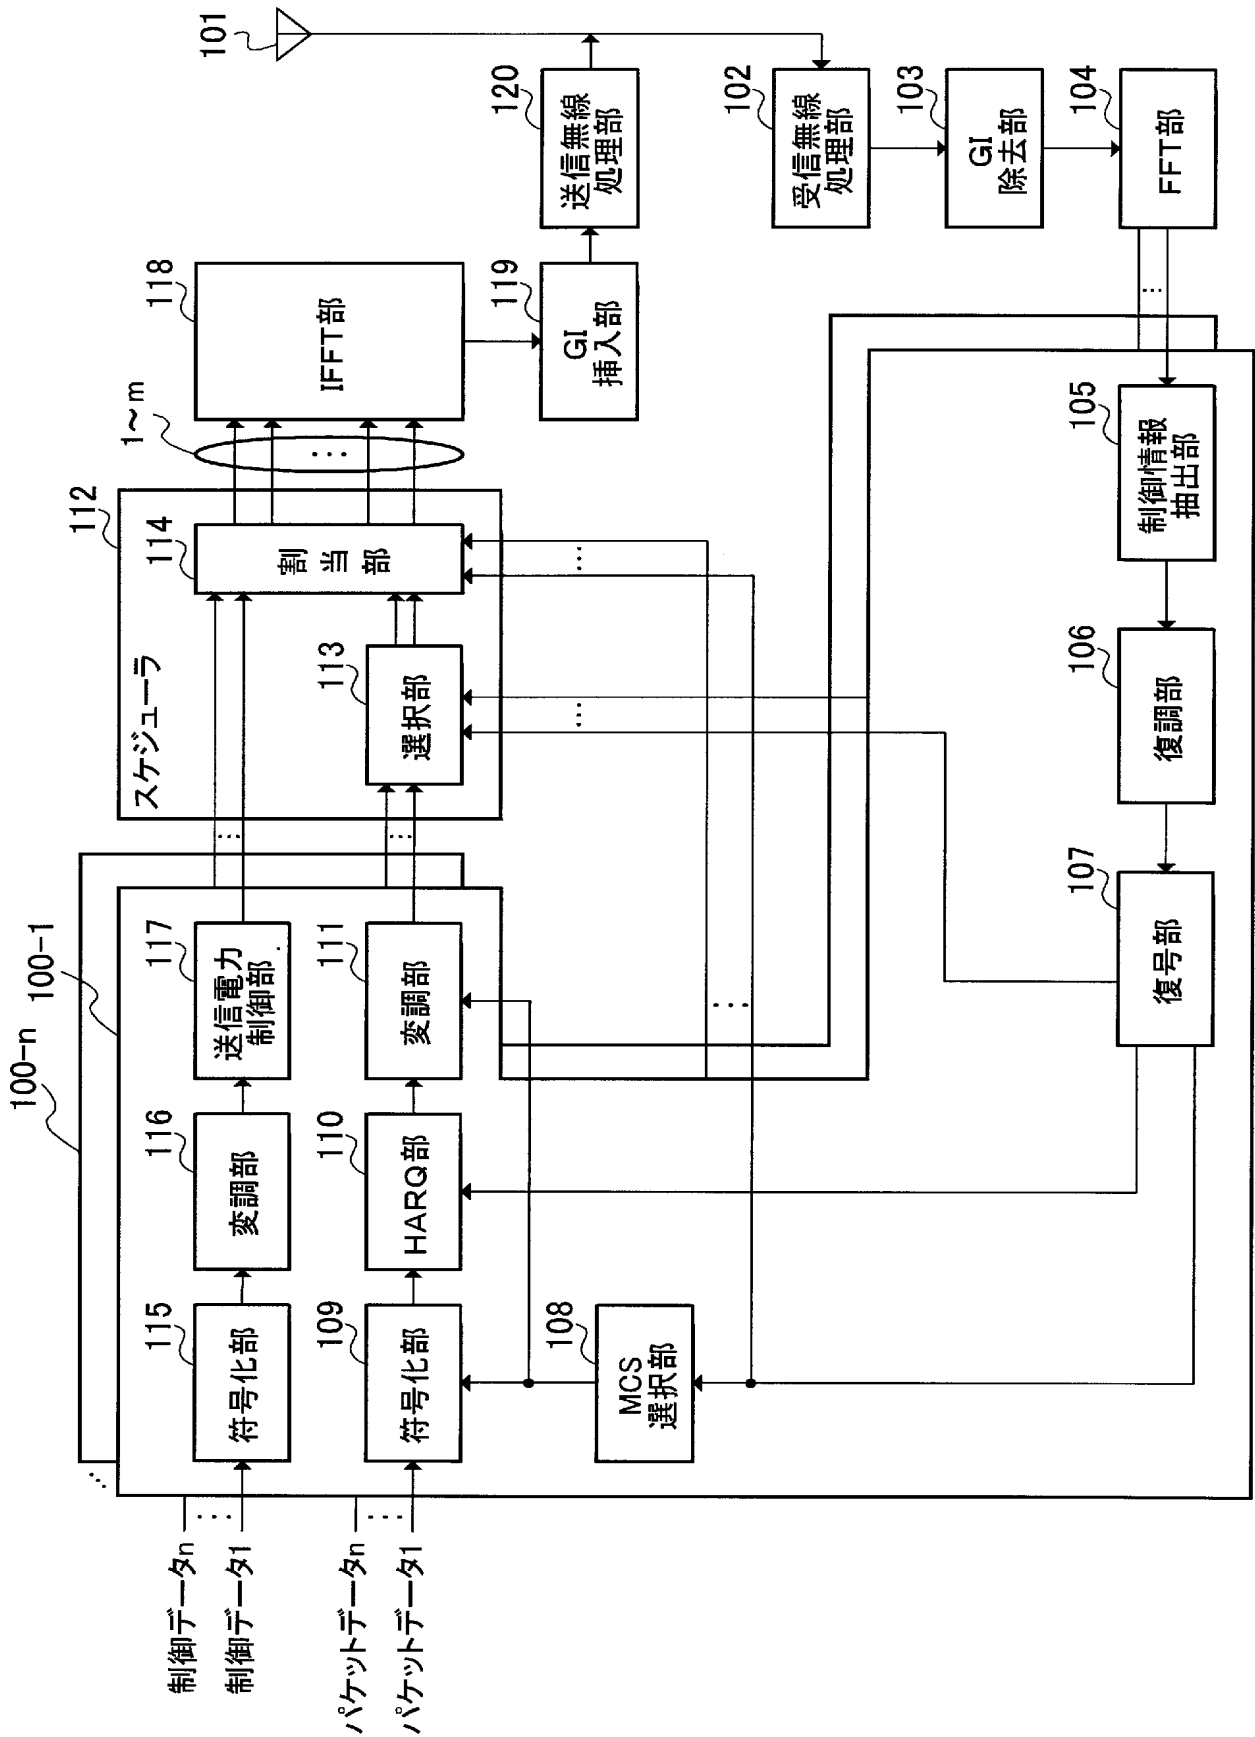 100-n
100-1
制御データn
制御データ1
パケットデータn
パケットデータ1
115
符号化部
116
変調部
117
送信電力
制御部
109
符号化部
110
HARQ部
111
変調部
108
MCS
選択部
112
スケジューラ
113
選択部
114
割当部
1~m
118
IFFT部
119
GI
挿入部
120
送信無線
処理部
101
102
受信無線
処理部
103
GI
除去部
104
FFT部
105
制御情報
抽出部
106
復調部
107
復号部